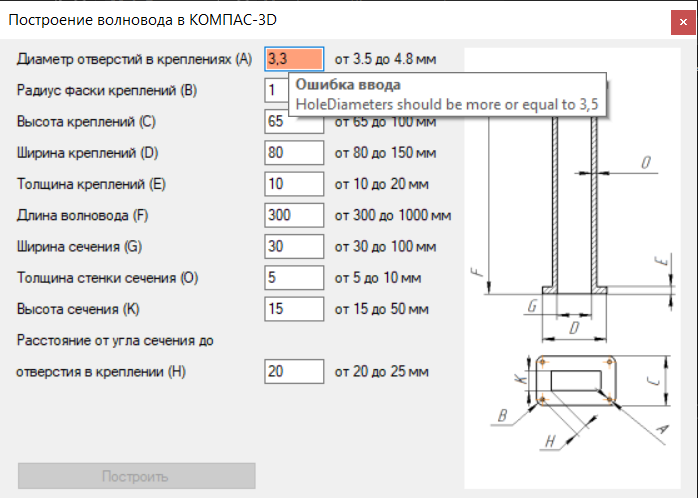 Построение волновода в КОМПАС-3D
Диаметр отверстий в креплениях (A) 3,3 от 3.5 до 4.8 мм
Ошибка ввода
HoleDiameters should be more or equal to 3,5
Радиус фаски креплений (B) 1
Высота креплений (C) 65 от 65 до 100 мм
Ширина креплений (D) 80 от 80 до 150 мм
Толщина креплений (E) 10 от 10 до 20 мм
Длина волновода (F) 300 от 300 до 1000 мм
Ширина сечения (G) 30 от 30 до 100 мм
Толщина стенки сечения (O) 5 от 5 до 10 мм
Высота сечения (K) 15 от 15 до 50 мм
Расстояние от угла сечения до
отверстия в креплении (H) 20 от 20 до 25 мм
Построить
O
F
E
G
D
K
C
B
H
A